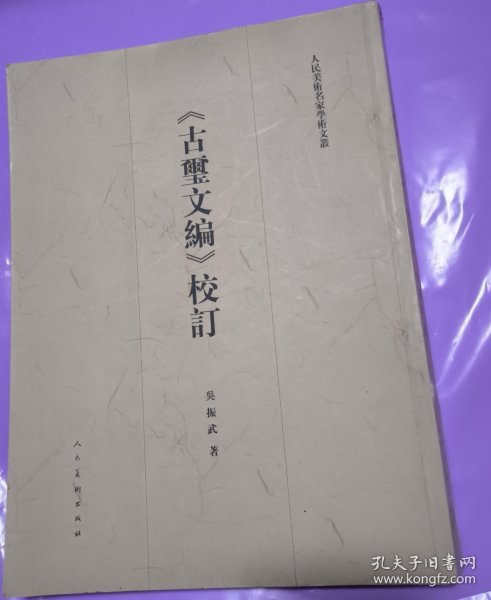 人民美術名家學術文叢
《古璽文編》校訂
吳振武 著
人民美術出版社
孔夫子旧书网
www.kongfz.com